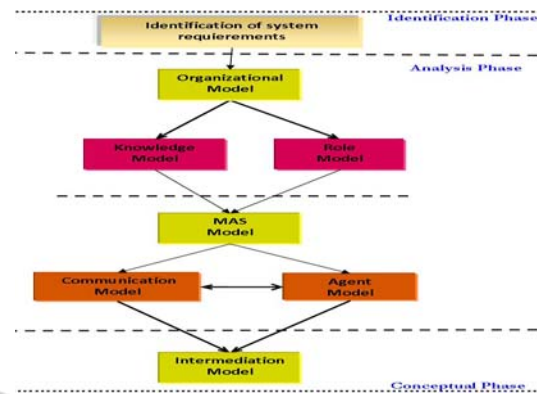 Identification Phase
Identification of system
requierements
Analysis Phase
Organizational
Model
Knowledge
Model
Role
Model
MAS
Model
Communication
Model
Agent
Model
Intermediation
Model
Conceptual Phase